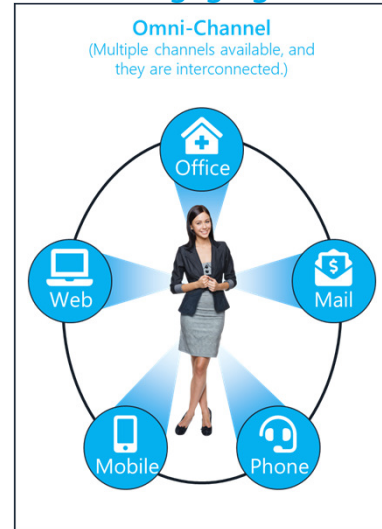 Omni-Channel
(Multiple channels available, and
they are interconnected.)
Office
Web
$
Mail
Mobile
Phone